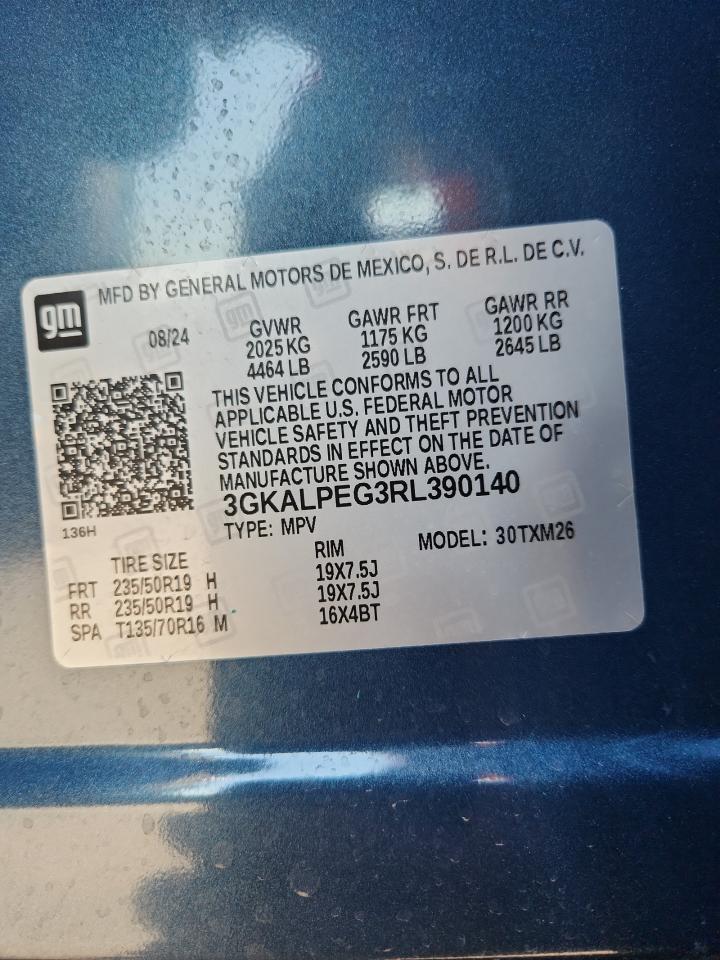 gm
MFD BY GENERAL MOTORS DE MEXICO, S. DE R.L. DE C.V.
08/24
GVWR GAWR FRT GAWR RR
2025 KG 1175 KG 1200 KG
4464 LB 2590 LB 2645 LB
THIS VEHICLE CONFORMS TO ALL
APPLICABLE U.S. FEDERAL MOTOR
VEHICLE SAFETY AND THEFT PREVENTION
STANDARDS IN EFFECT ON THE DATE OF
MANUFACTURE SHOWN ABOVE.
3GKALPEG3RL390140
136H
TYPE: MPV
MODEL: 30TXM26
TIRE SIZE RIM
FRT 235/50R19 H 19X7.5J
RR 235/50R19 H 19X7.5J
SPA T135/70R16 M 16X4BT